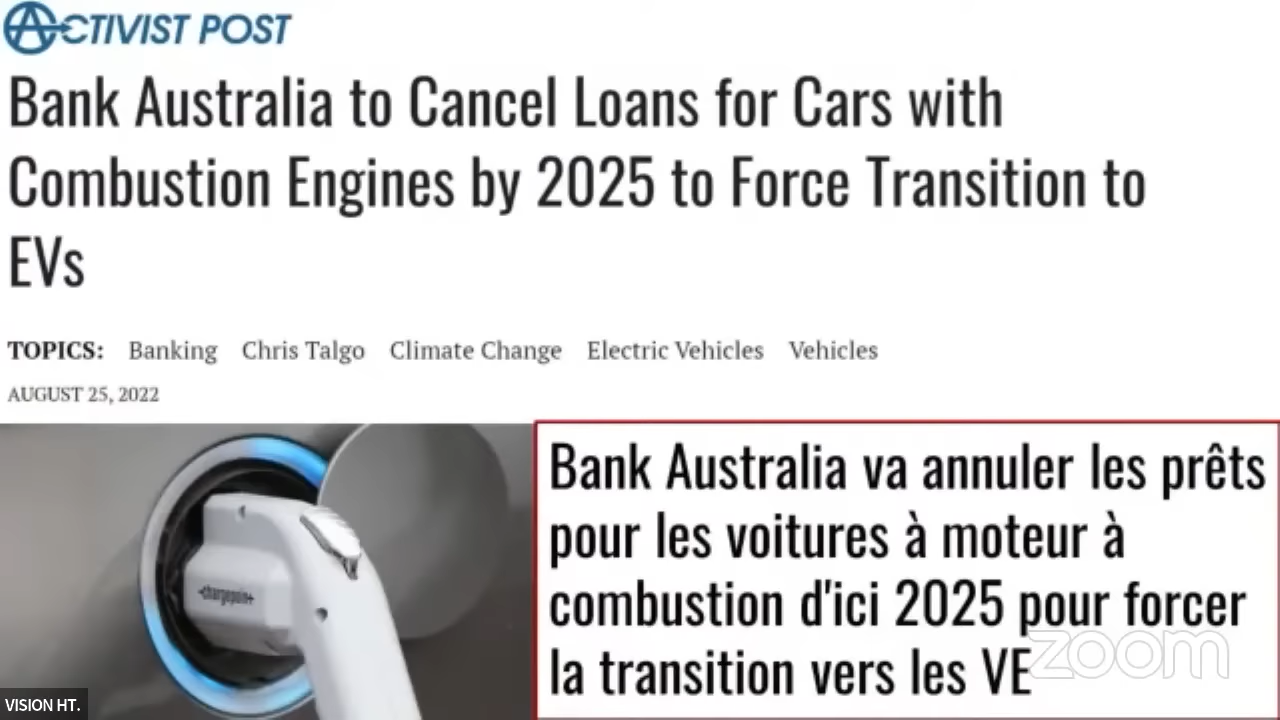 ACTIVIST POST
Bank Australia to Cancel Loans for Cars with
Combustion Engines by 2025 to Force Transition to
EVs
TOPICS: Banking Chris Talgo Climate Change Electric Vehicles Vehicles
AUGUST 25, 2022
-chargepoin+
Bank Australia va annuler les prêts
pour les voitures à moteur à
combustion d'ici 2025 pour forcer
la transition vers les VE
zoom
VISION HT.